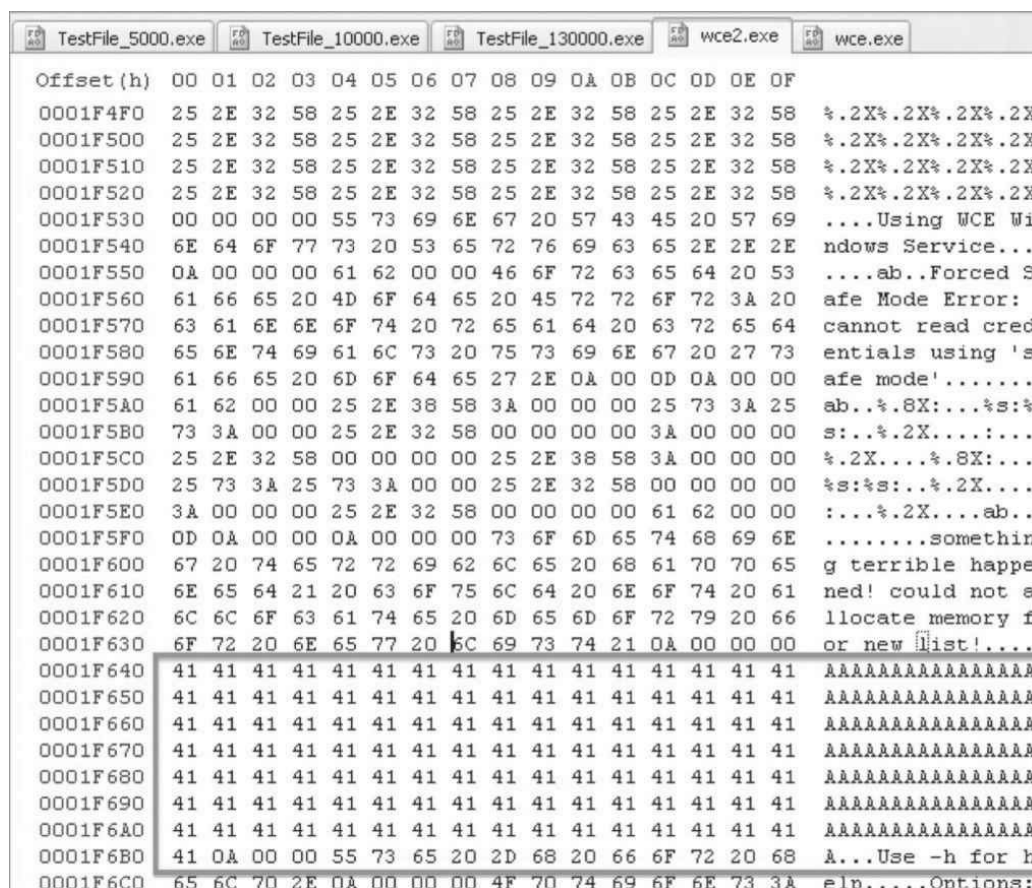 TestFile_5000.exe TestFile_10000.exe TestFile_130000.exe wce2.exe wce.exe
Offset(h) 00 01 02 03 04 05 06 07 08 09 0A 0B 0C 0D 0E 0F
0001F4F0 25 2E 32 58 25 2E 32 58 25 2E 32 58 25 2E 32 58 %.2X%.2X%.2X%.2X
0001F500 25 2E 32 58 25 2E 32 58 25 2E 32 58 25 2E 32 58 %.2X%.2X%.2X%.2X
0001F510 25 2E 32 58 25 2E 32 58 25 2E 32 58 25 2E 32 58 %.2X%.2X%.2X%.2X
0001F520 25 2E 32 58 25 2E 32 58 25 2E 32 58 25 2E 32 58 %.2X%.2X%.2X%.2X
0001F530 00 00 00 00 55 73 69 6E 67 20 57 43 45 20 57 69 ....Using WCE Wi
0001F540 6E 64 6F 77 73 20 53 65 72 76 69 63 65 2E 2E 2E ndows Service...
0001F550 0A 00 00 00 61 62 00 00 46 6F 72 63 65 64 20 53 ....ab..Forced S
0001F560 61 66 65 20 4D 6F 64 65 20 45 72 72 6F 72 3A 20 afe Mode Error:
0001F570 63 61 6E 6E 6F 74 20 72 65 61 64 20 63 72 65 64 cannot read cred
0001F580 65 6E 74 69 61 6C 73 20 75 73 69 6E 67 20 27 73 entials using 's
0001F590 61 66 65 20 6D 6F 64 65 27 2E 0A 00 0D 0A 00 00 afe mode'.......
0001F5A0 61 62 00 00 25 2E 38 58 3A 00 00 00 25 73 3A 25 ab..%.8X:...%s:%
0001F5B0 73 3A 00 00 25 2E 32 58 00 00 00 00 3A 00 00 00 s:..%.2X....:...
0001F5C0 25 2E 32 58 00 00 00 00 25 2E 38 58 3A 00 00 00 %.2X....%.8X:...
0001F5D0 25 73 3A 25 73 3A 00 00 25 2E 32 58 00 00 00 00 %s:%s:..%.2X....
0001F5E0 3A 00 00 00 25 2E 32 58 00 00 00 00 61 62 00 00 :...%.2X....ab..
0001F5F0 0D 0A 00 00 0A 00 00 00 73 6F 6D 65 74 68 69 6E ........somethin
0001F600 67 20 74 65 72 72 69 62 6C 65 20 68 61 70 70 65 g terrible happe
0001F610 6E 65 64 21 20 63 6F 75 6C 64 20 6E 6F 74 20 61 ned! could not a
0001F620 6C 6C 6F 63 61 74 65 20 6D 65 6D 6F 72 79 20 66 llocate memory f
0001F630 6F 72 20 6E 65 77 20 6C 69 73 74 21 0A 00 00 00 or new list!....
0001F640 41 41 41 41 41 41 41 41 41 41 41 41 41 41 41 41 AAAAAAAAAAAAAAAA
0001F650 41 41 41 41 41 41 41 41 41 41 41 41 41 41 41 41 AAAAAAAAAAAAAAAA
0001F660 41 41 41 41 41 41 41 41 41 41 41 41 41 41 41 41 AAAAAAAAAAAAAAAA
0001F670 41 41 41 41 41 41 41 41 41 41 41 41 41 41 41 41 AAAAAAAAAAAAAAAA
0001F680 41 41 41 41 41 41 41 41 41 41 41 41 41 41 41 41 AAAAAAAAAAAAAAAA
0001F690 41 41 41 41 41 41 41 41 41 41 41 41 41 41 41 41 AAAAAAAAAAAAAAAA
0001F6A0 41 41 41 41 41 41 41 41 41 41 41 41 41 41 41 41 AAAAAAAAAAAAAAAA
0001F6B0 41 0A 00 00 55 73 65 20 2D 68 20 66 6F 72 20 68 A...Use -h for h
0001F6C0 65 6C 70 2E 0A 00 00 00 4F 70 74 69 6F 6E 73 3A elp.....Options: